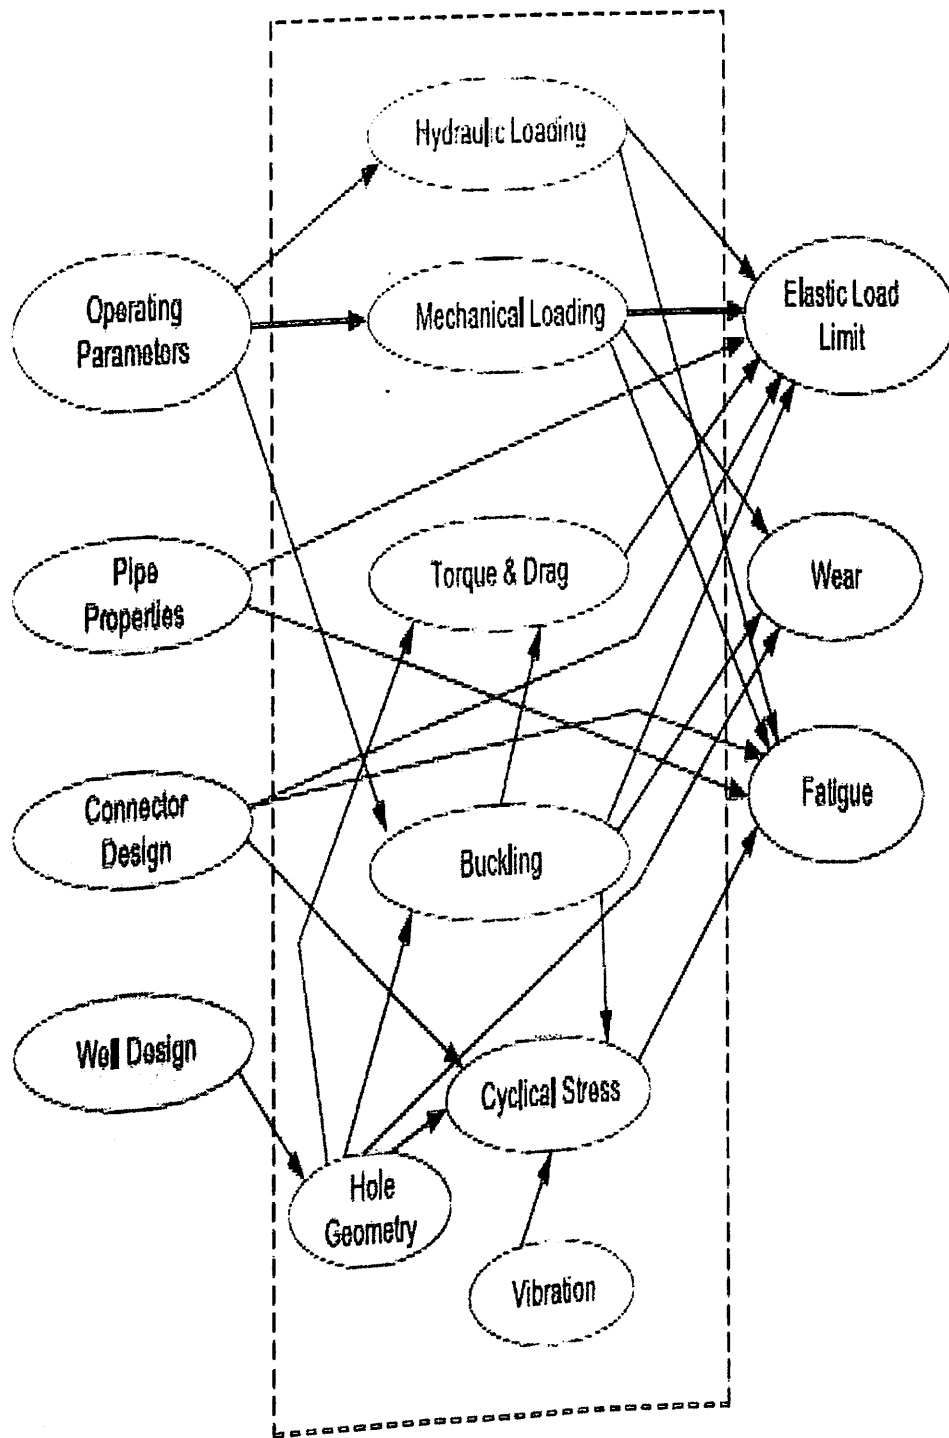 Hydraulic Loading
Operating
Parameters
Mechanical Loading
Elastic Load
Limit
Pipe
Properties
Torque & Drag
Wear
Connector
Design
Buckling
Fatigue
Well Design
Cyclical Stress
Hole
Geometry
Vibration